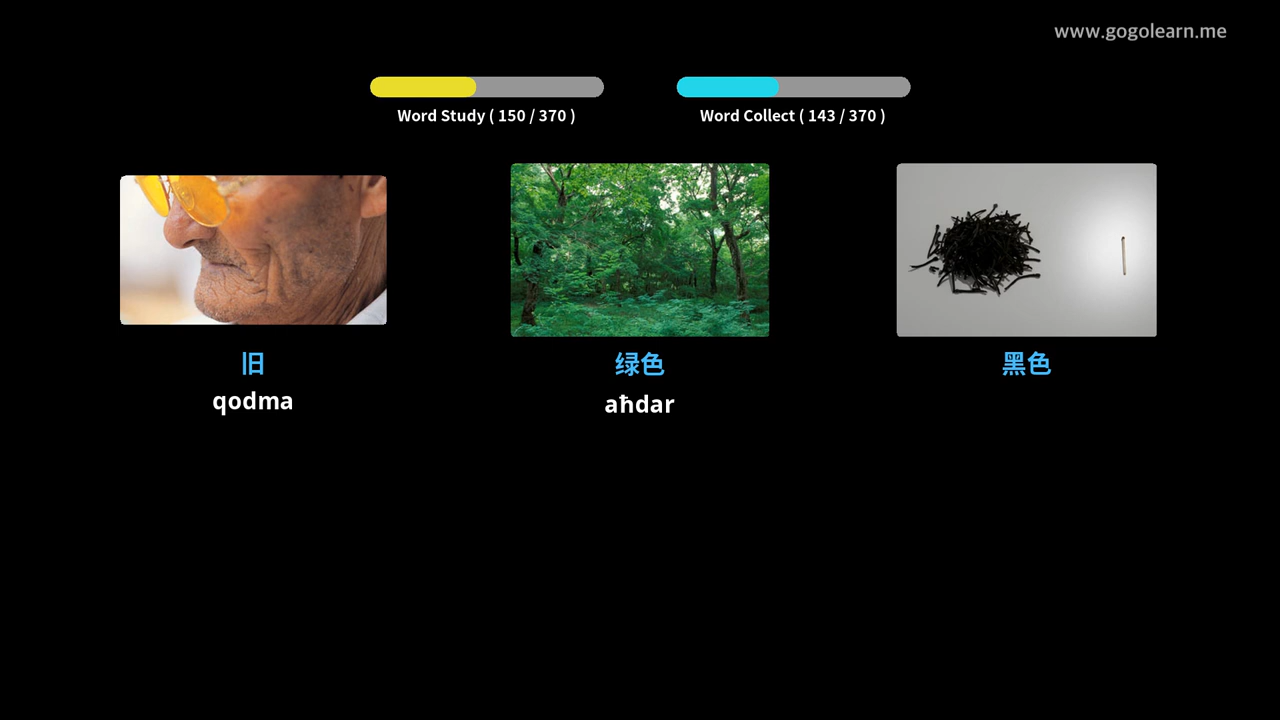 www.gogolearn.me
Word Study ( 150 / 370 )
Word Collect ( 143 / 370 )
旧
qodma
绿色
aħdar
黑色